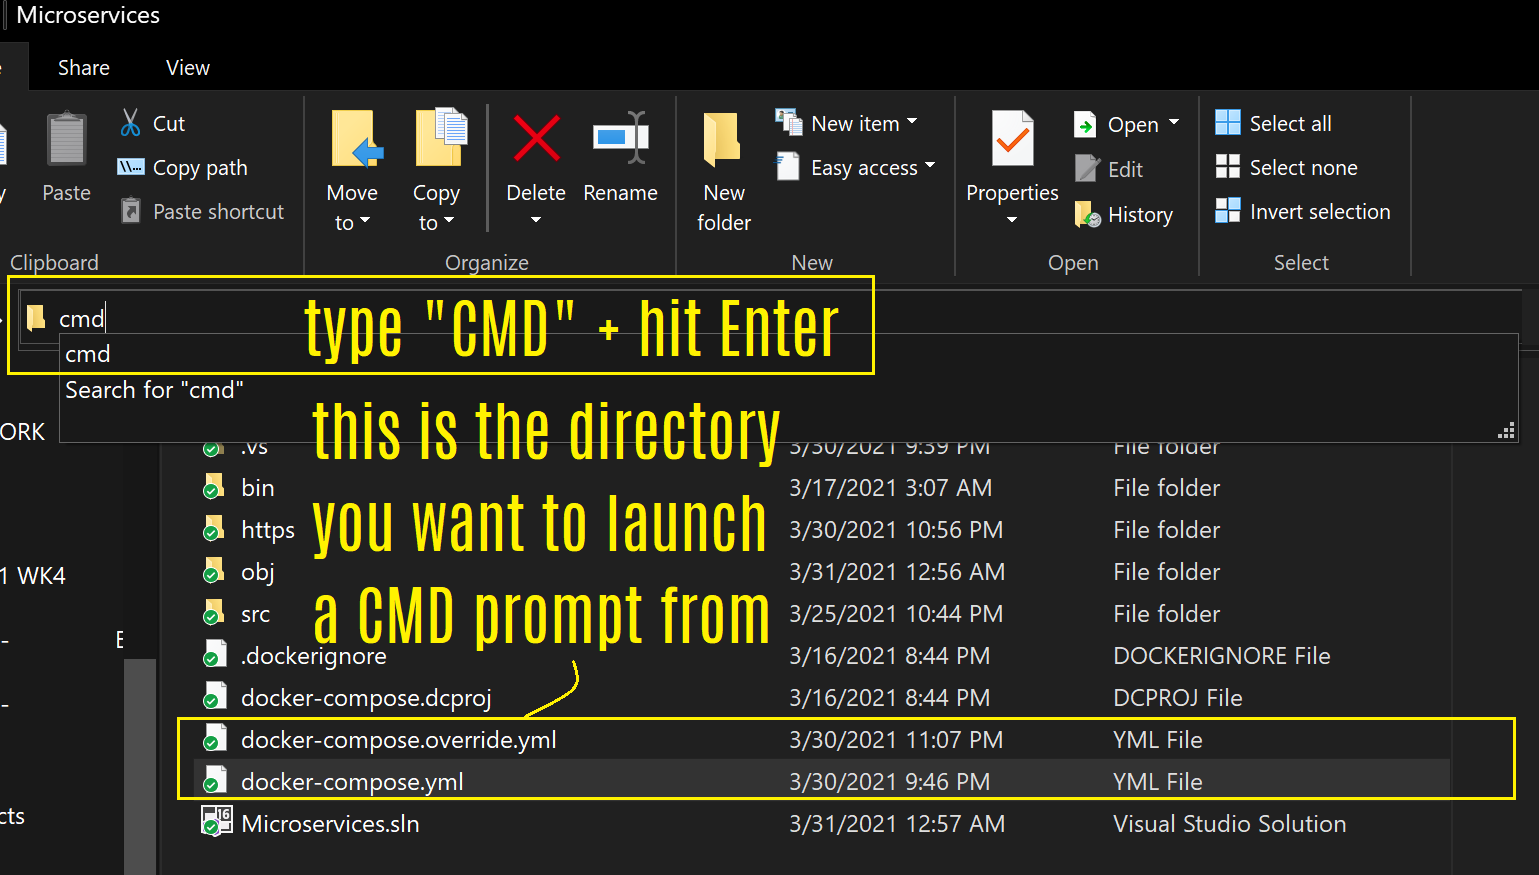 Microservices
Share View
Cut
Copy path
Paste
Paste shortcut
Clipboard
Move to
Copy to
Delete
Rename
Organize
New folder
New item
Easy access
New
Properties
Open
Edit
History
Open
Select all
Select none
Invert selection
Select
cmd
type "CMD" + hit Enter
cmd
Search for "cmd"
this is the directory
you want to launch
a CMD prompt from
ORK
1 WK4
cts
.vs 3/30/2021 9:39 PM File folder
bin 3/17/2021 3:07 AM File folder
https 3/30/2021 10:56 PM File folder
obj 3/31/2021 12:56 AM File folder
src 3/25/2021 10:44 PM File folder
.dockerignore 3/16/2021 8:44 PM DOCKERIGNORE File
docker-compose.dcproj 3/16/2021 8:44 PM DCPROJ File
docker-compose.override.yml 3/30/2021 11:07 PM YML File
docker-compose.yml 3/30/2021 9:46 PM YML File
Microservices.sln 3/31/2021 12:57 AM Visual Studio Solution